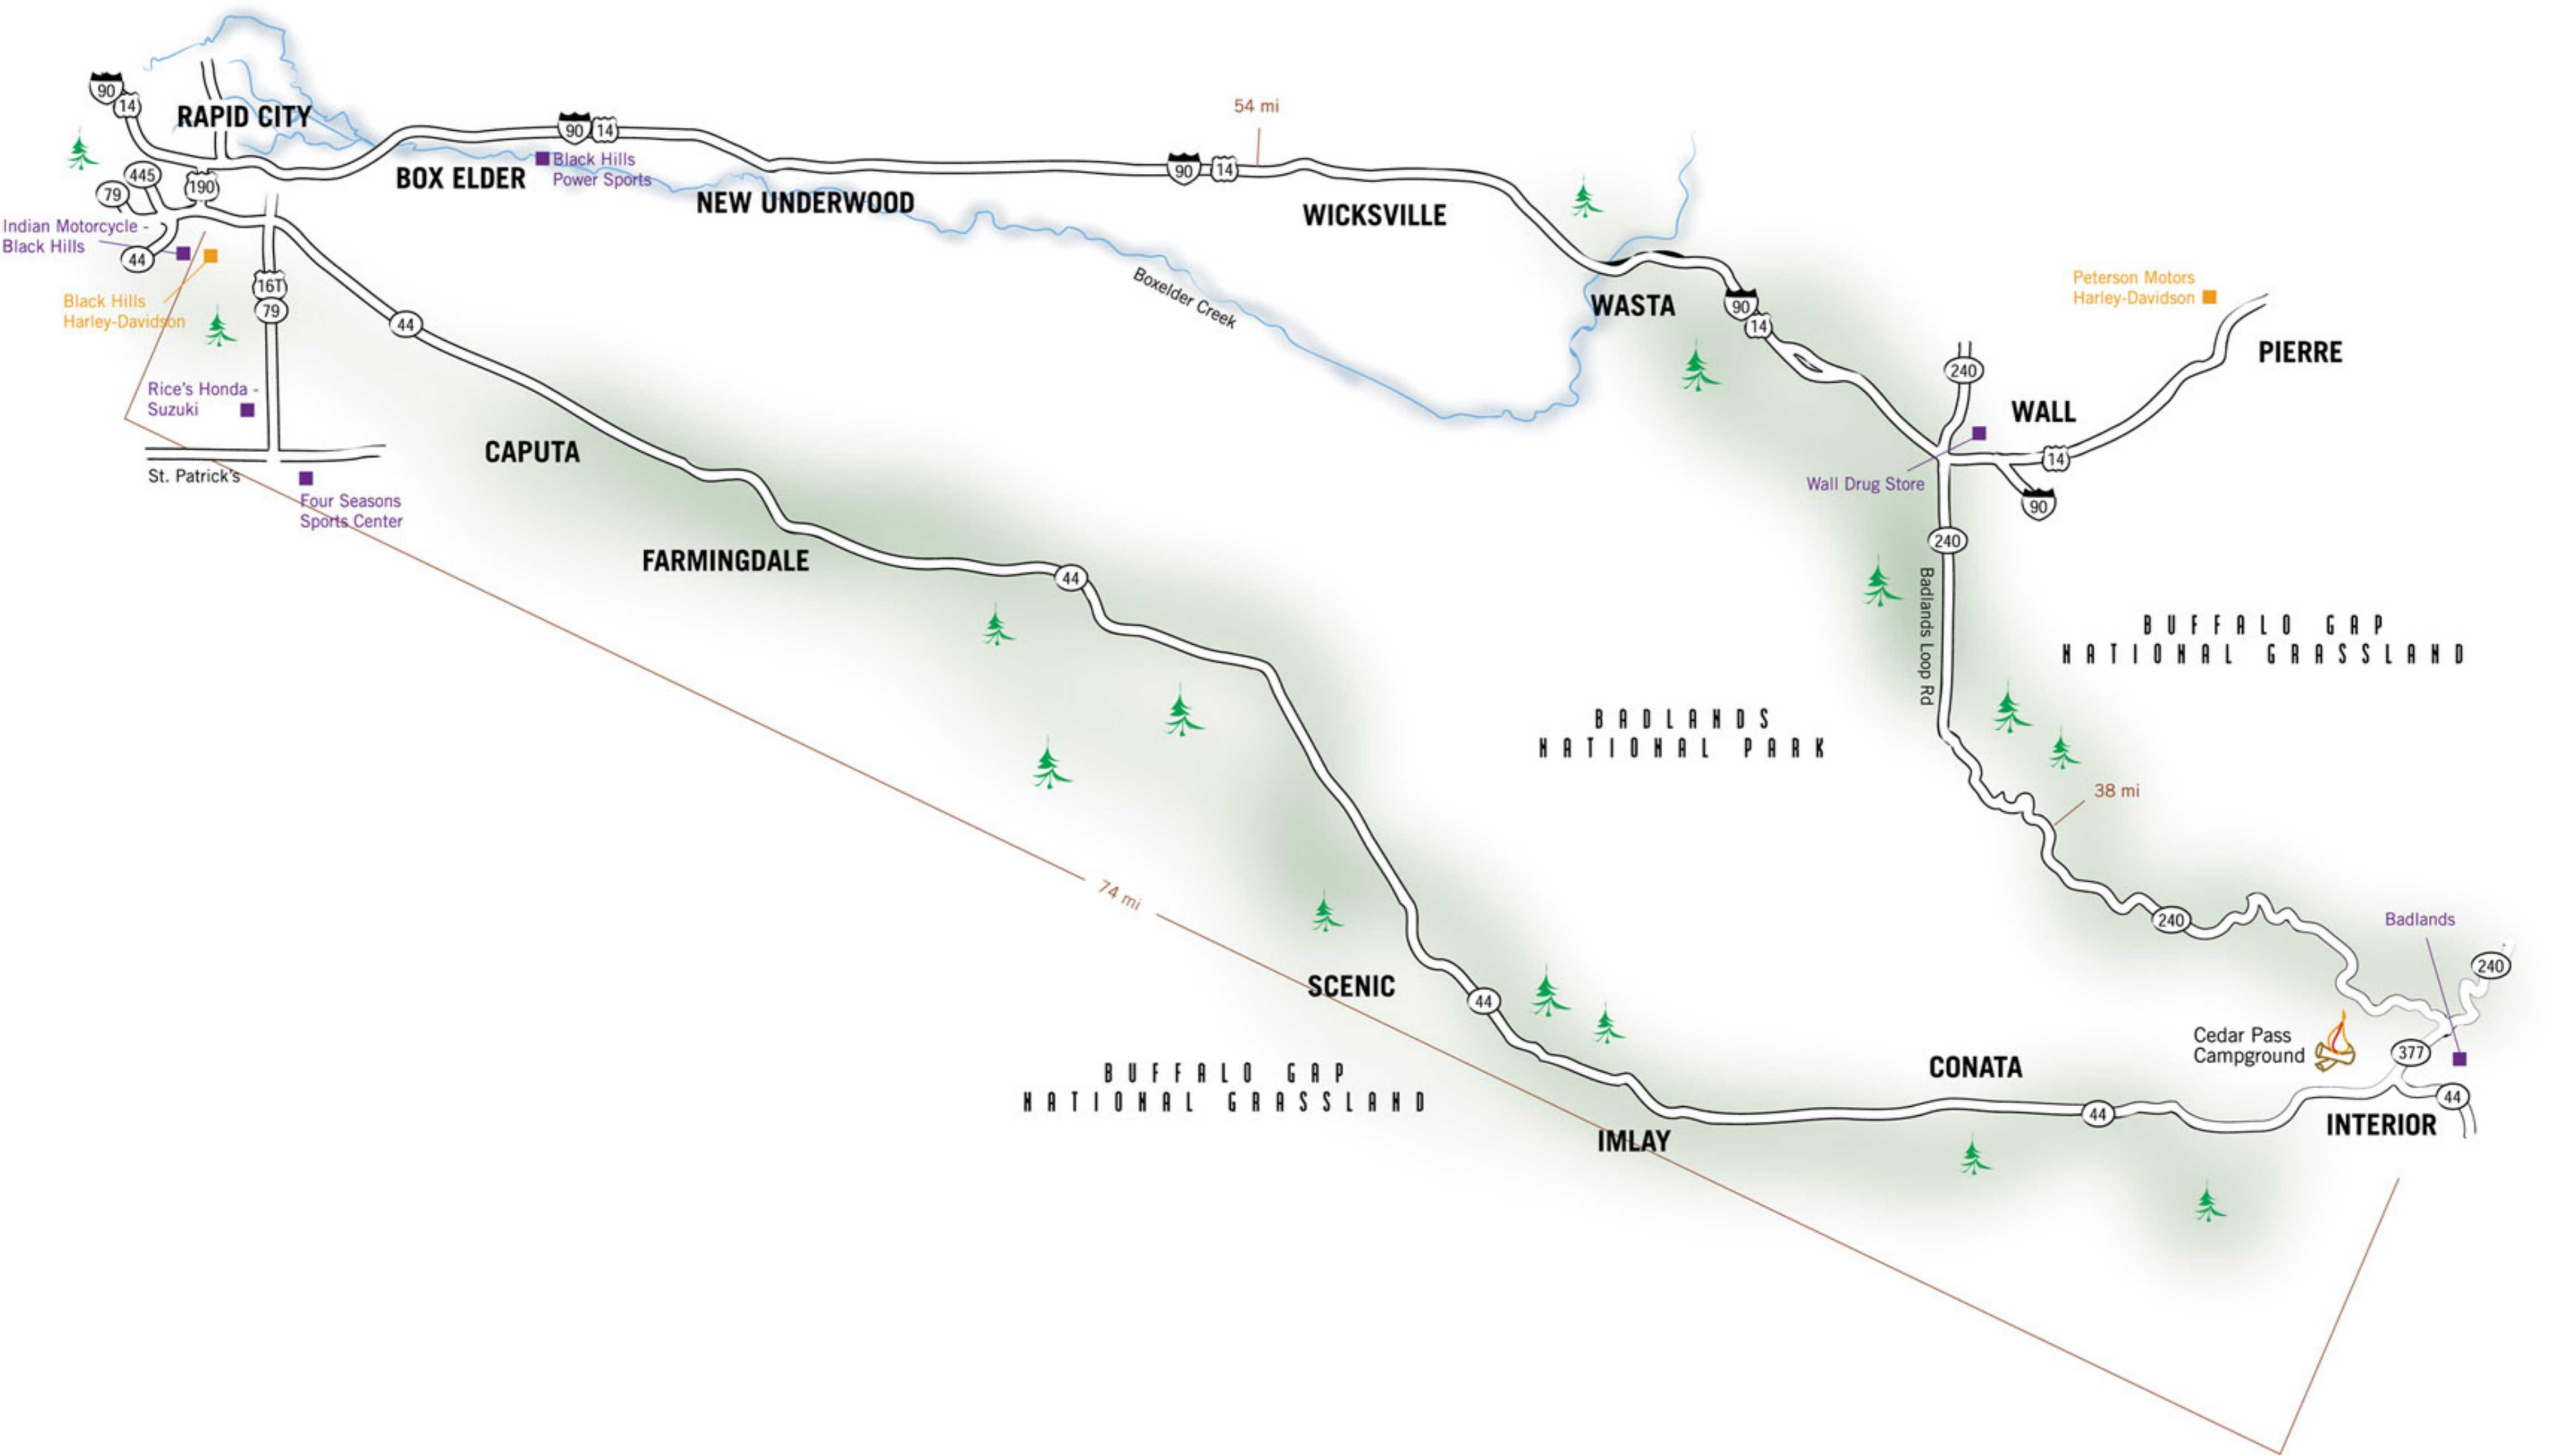 90
14
RAPID CITY
445
79
190
Indian Motorcycle -
Black Hills
44
Black Hills
Harley-Davidson
16T
79
Rice's Honda -
Suzuki
St. Patrick's
Four Seasons
Sports Center
BOX ELDER
90
14
Black Hills
Power Sports
NEW UNDERWOOD
90
14
54 mi
WICKSVILLE
Boxelder Creek
WASTA
90
14
240
WALL
Peterson Motors
Harley-Davidson
PIERRE
14
90
Wall Drug Store
240
Badlands Loop Rd
44
CAPUTA
FARMINGDALE
44
BUFFALO GAP
NATIONAL GRASSLAND
BADLANDS
NATIONAL PARK
38 mi
74 mi
240
Badlands
240
SCENIC
44
Cedar Pass
Campground
377
BUFFALO GAP
NATIONAL GRASSLAND
IMLAY
CONATA
44
44
INTERIOR